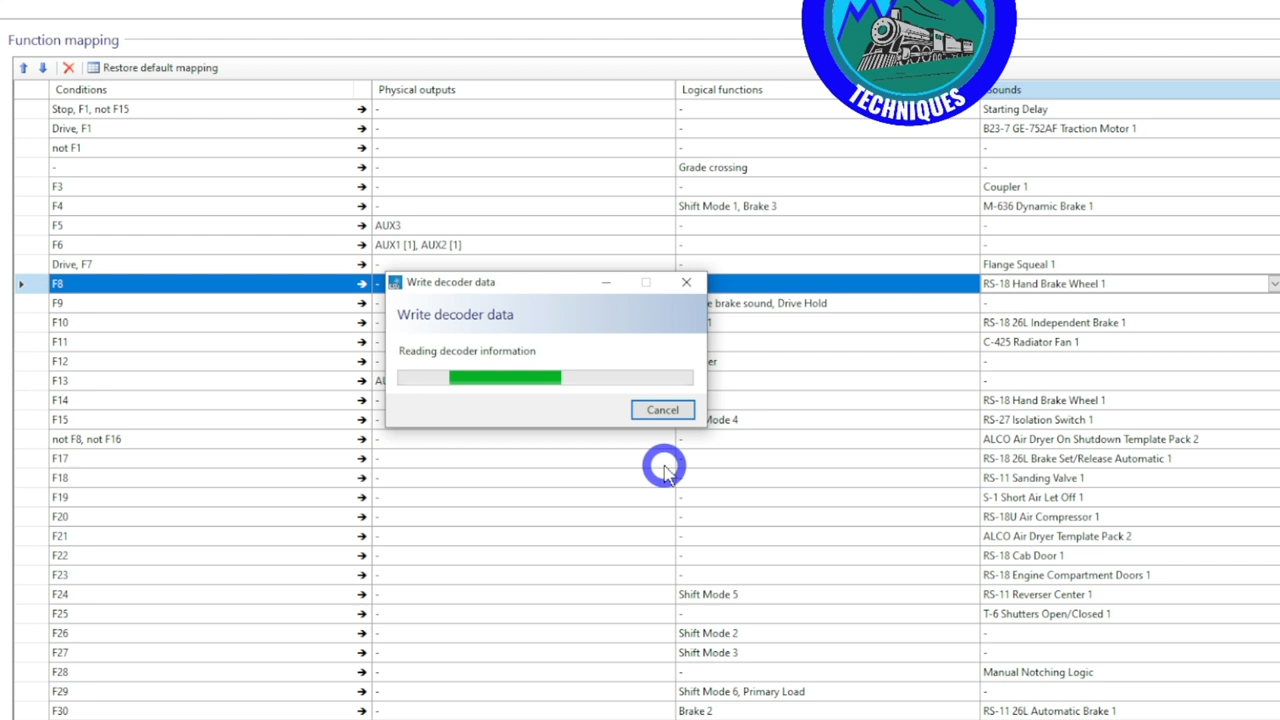 Function mapping
Restore default mapping
TECHNIQUES
Conditions Physical outputs Logical functions Sounds
Stop, F1, not F15 - - Starting Delay
Drive, F1 - - B23-7 GE-752AF Traction Motor 1
not F1 - - -
- - Grade crossing -
F3 - - Coupler 1
F4 - Shift Mode 1, Brake 3 M-636 Dynamic Brake 1
F5 AUX3 - -
F6 AUX1 [1], AUX2 [1] - -
Drive, F7 - - Flange Squeal 1
F8 - RS-18 Hand Brake Wheel 1
F9 brake sound, Drive Hold -
F10 1 RS-18 26L Independent Brake 1
F11 C-425 Radiator Fan 1
F12 -
F13 -
F14 RS-18 Hand Brake Wheel 1
F15 Mode 4 RS-27 Isolation Switch 1
not F8, not F16 - - ALCO Air Dryer On Shutdown Template Pack 2
F17 - - RS-18 26L Brake Set/Release Automatic 1
F18 - - RS-11 Sanding Valve 1
F19 - - S-1 Short Air Let Off 1
F20 - - RS-18U Air Compressor 1
F21 - - ALCO Air Dryer Template Pack 2
F22 - - RS-18 Cab Door 1
F23 - - RS-18 Engine Compartment Doors 1
F24 - Shift Mode 5 RS-11 Reverser Center 1
F25 - - T-6 Shutters Open/Closed 1
F26 - Shift Mode 2 -
F27 - Shift Mode 3 -
F28 - - Manual Notching Logic
F29 - Shift Mode 6, Primary Load -
F30 - Brake 2 RS-11 26L Automatic Brake 1
Write decoder data
Write decoder data
Reading decoder information
Cancel